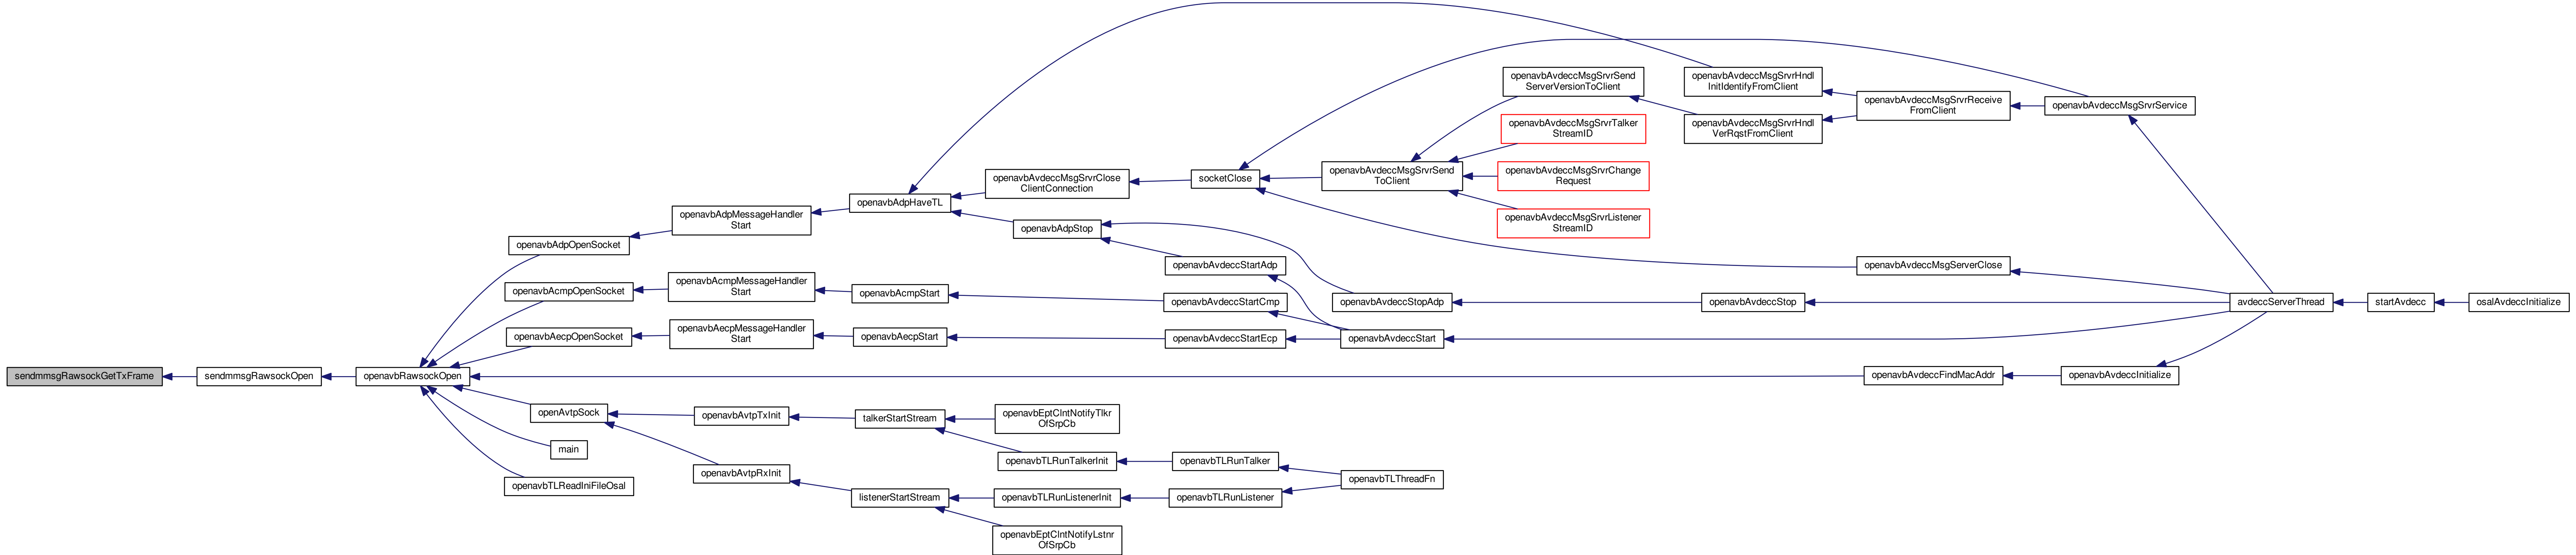 sendmmsgRawsockGetTxFrame
sendmmsgRawsockOpen
openavbRawsockOpen
openavbAdpOpenSocket
openavbAcmpOpenSocket
openavbAecpOpenSocket
openAvtpSock
main
openavbTLReadIniFileOsal
openavbAdpMessageHandler
Start
openavbAcmpMessageHandler
Start
openavbAecpMessageHandler
Start
openavbAvtpTxInit
openavbAvtpRxInit
openavbAdpHaveTL
openavbAcmpStart
openavbAecpStart
talkerStartStream
listenerStartStream
openavbAvdeccMsgSrvrClose
ClientConnection
openavbAdpStop
openavbEptClntNotifyTlkr
OfSrpCb
openavbTLRunTalkerInit
openavbTLRunListenerInit
openavbEptClntNotifyLstnr
OfSrpCb
socketClose
openavbAvdeccStartAdp
openavbAvdeccStartCmp
openavbAvdeccStartEcp
openavbTLRunTalker
openavbTLRunListener
openavbAvdeccMsgSrvrSend
ToClient
openavbAvdeccStopAdp
openavbAvdeccStart
openavbTLThreadFn
openavbAvdeccMsgSrvrSend
ServerVersionToClient
openavbAvdeccMsgSrvrTalker
StreamID
openavbAvdeccMsgSrvrChange
Request
openavbAvdeccMsgSrvrListener
StreamID
openavbAvdeccMsgSrvrHndl
InitIdentifyFromClient
openavbAvdeccMsgSrvrHndl
VerRqstFromClient
openavbAvdeccStop
openavbAvdeccMsgSrvrReceive
FromClient
openavbAvdeccMsgServerClose
openavbAvdeccFindMacAddr
openavbAvdeccMsgSrvrService
openavbAvdeccInitialize
avdeccServerThread
startAvdecc
osalAvdeccInitialize